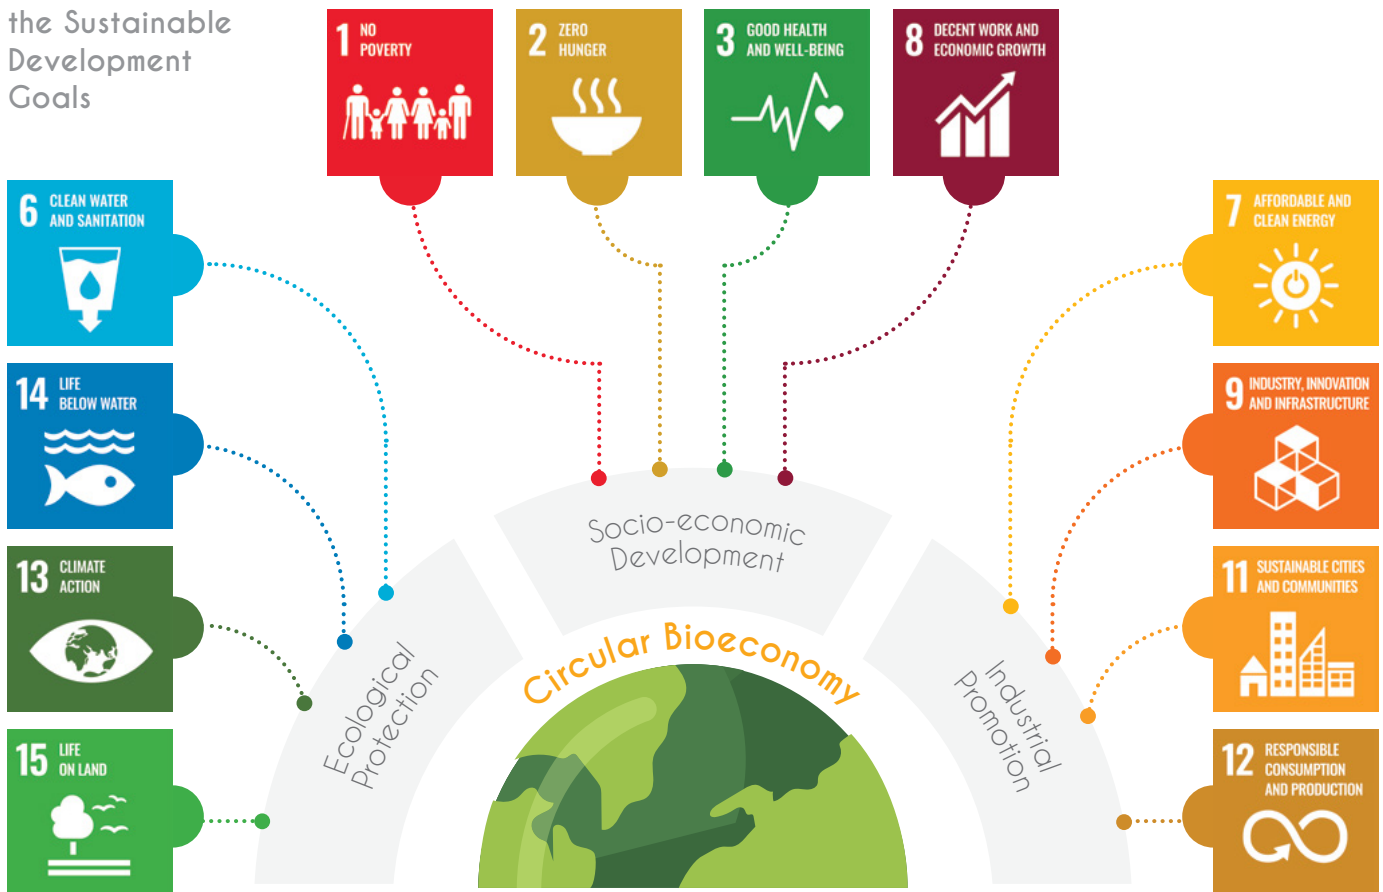 the Sustainable
Development
Goals
1 NO
POVERTY
2 ZERO
HUNGER
3 GOOD HEALTH
AND WELL-BEING
8 DECENT WORK AND
ECONOMIC GROWTH
6 CLEAN WATER
AND SANITATION
14 LIFE
BELOW WATER
13 CLIMATE
ACTION
15 LIFE
ON LAND
7 AFFORDABLE AND
CLEAN ENERGY
9 INDUSTRY, INNOVATION
AND INFRASTRUCTURE
11 SUSTAINABLE CITIES
AND COMMUNITIES
12 RESPONSIBLE
CONSUMPTION
AND PRODUCTION
Ecological
Protection
Socio-economic
Development
Industrial
Promotion
Circular Bioeconomy